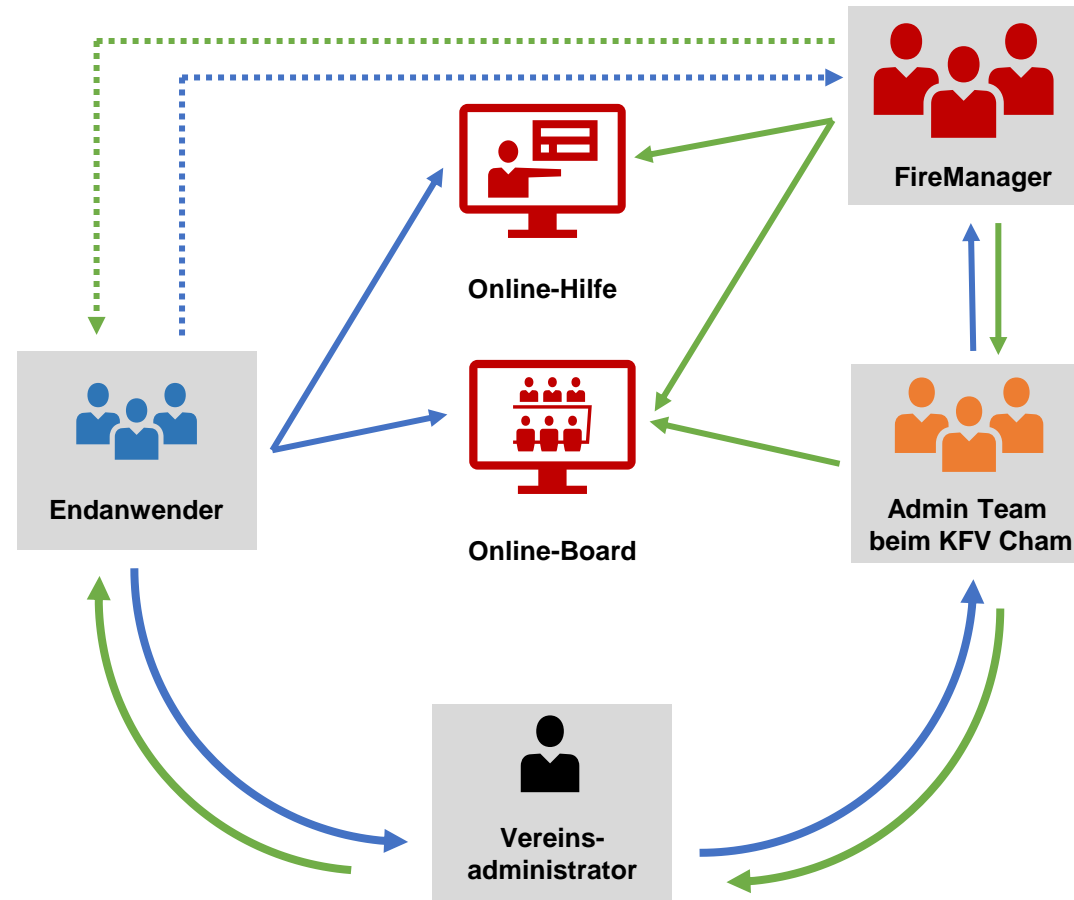 FireManager
Online-Hilfe
Endanwender
Online-Board
Admin Team
beim KFV Cham
Vereins-
administrator